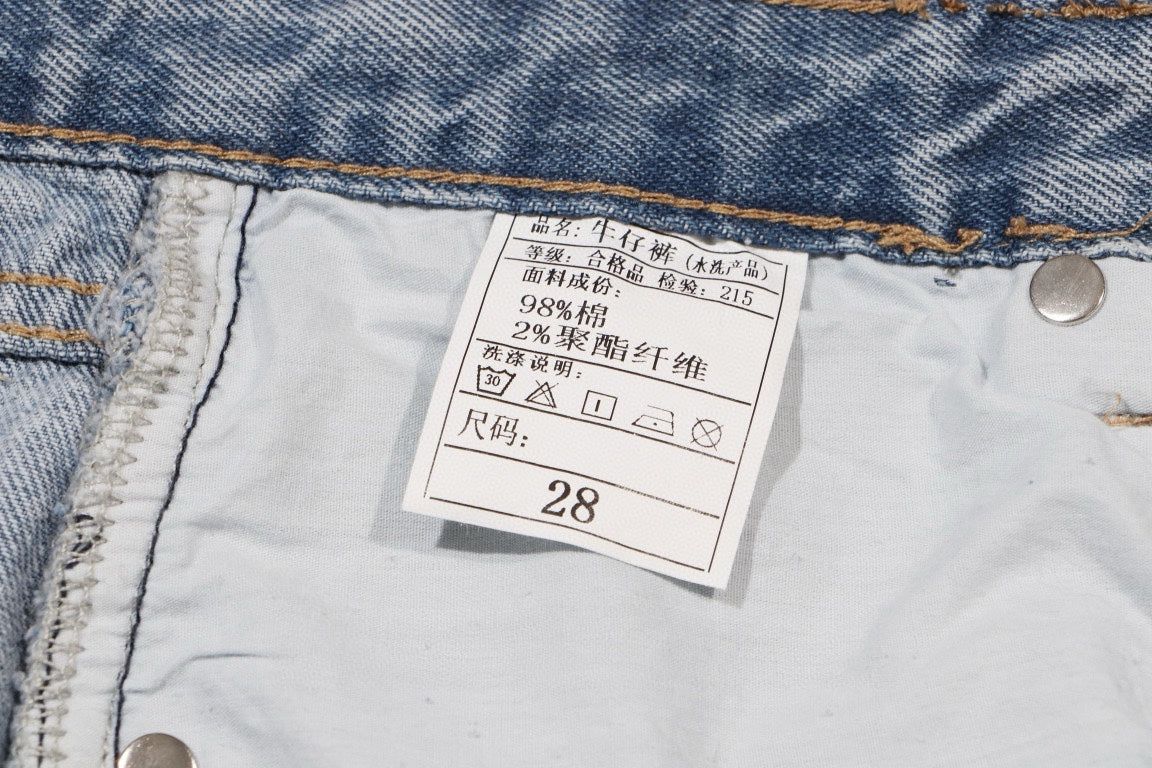 品名：牛仔裤（水洗产品）
等级：合格品 检验：215
面料成份：
98%棉
2%聚酯纤维
洗涤说明：
30
尺码：
28